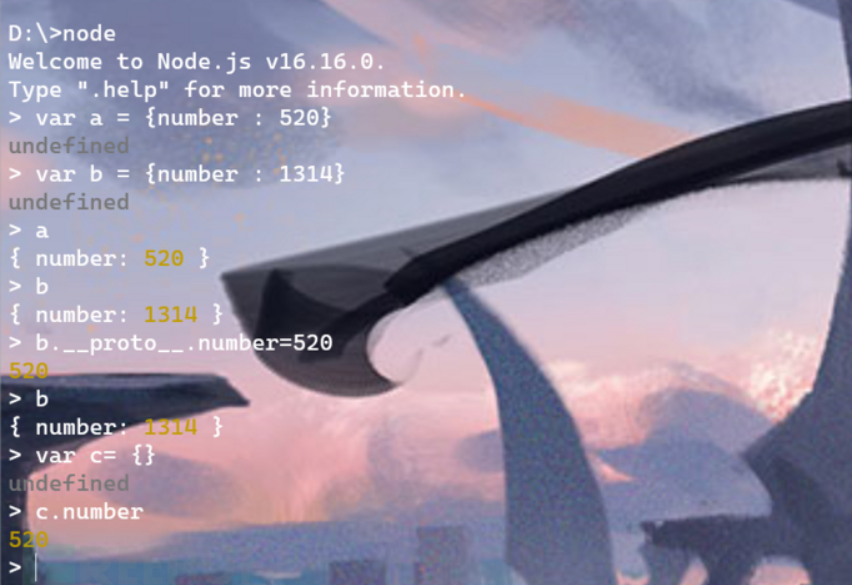 D:\>node
Welcome to Node.js v16.16.0.
Type ".help" for more information.
> var a = {number : 520}
undefined
> var b = {number : 1314}
undefined
> a
{ number: 520 }
> b
{ number: 1314 }
> b.__proto__.number=520
520
> b
{ number: 1314 }
> var c= {}
undefined
> c.number
520
>